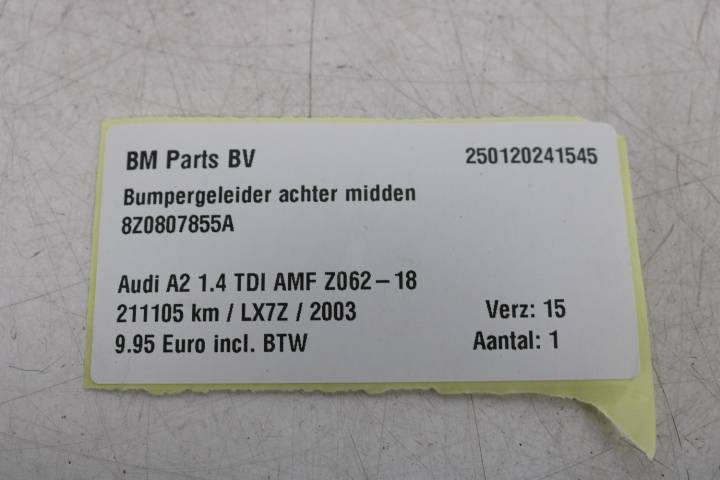 BM Parts BV 250120241545
Bumpergeleider achter midden
8Z0807855A
Audi A2 1.4 TDI AMF Z062-18
211105 km / LX7Z / 2003 Verz: 15
9.95 Euro incl. BTW Aantal: 1